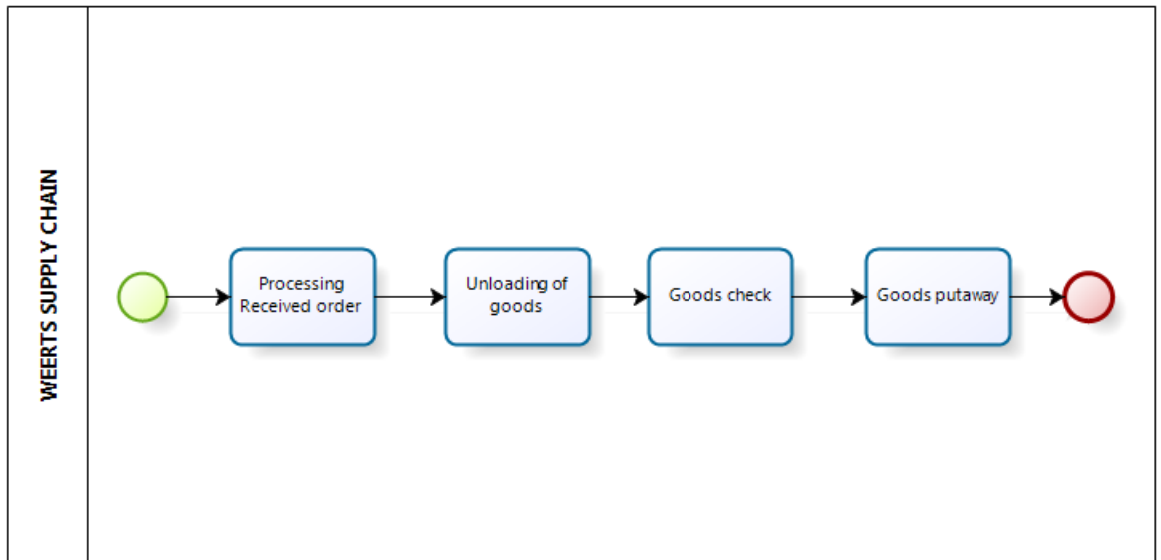 WEERTS SUPPLY CHAIN
Processing
Received order
Unloading of
goods
Goods check
Goods putaway